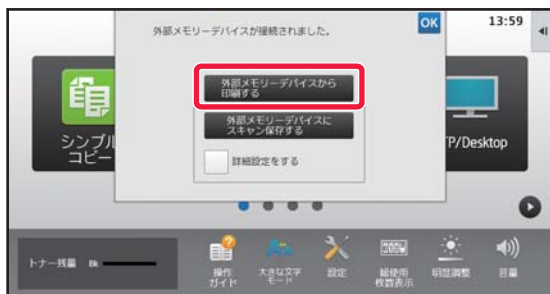 外部メモリーデバイスが接続されました。
OK
13:59
外部メモリーデバイスから
印刷する
外部メモリーデバイスに
スキャン保存する
詳細設定をする
シンプル
コピー
P/Desktop
トナー残量 Bk
操作
ガイド
大きな文字
モード
設定
総使用
枚数表示
明度調整
音量